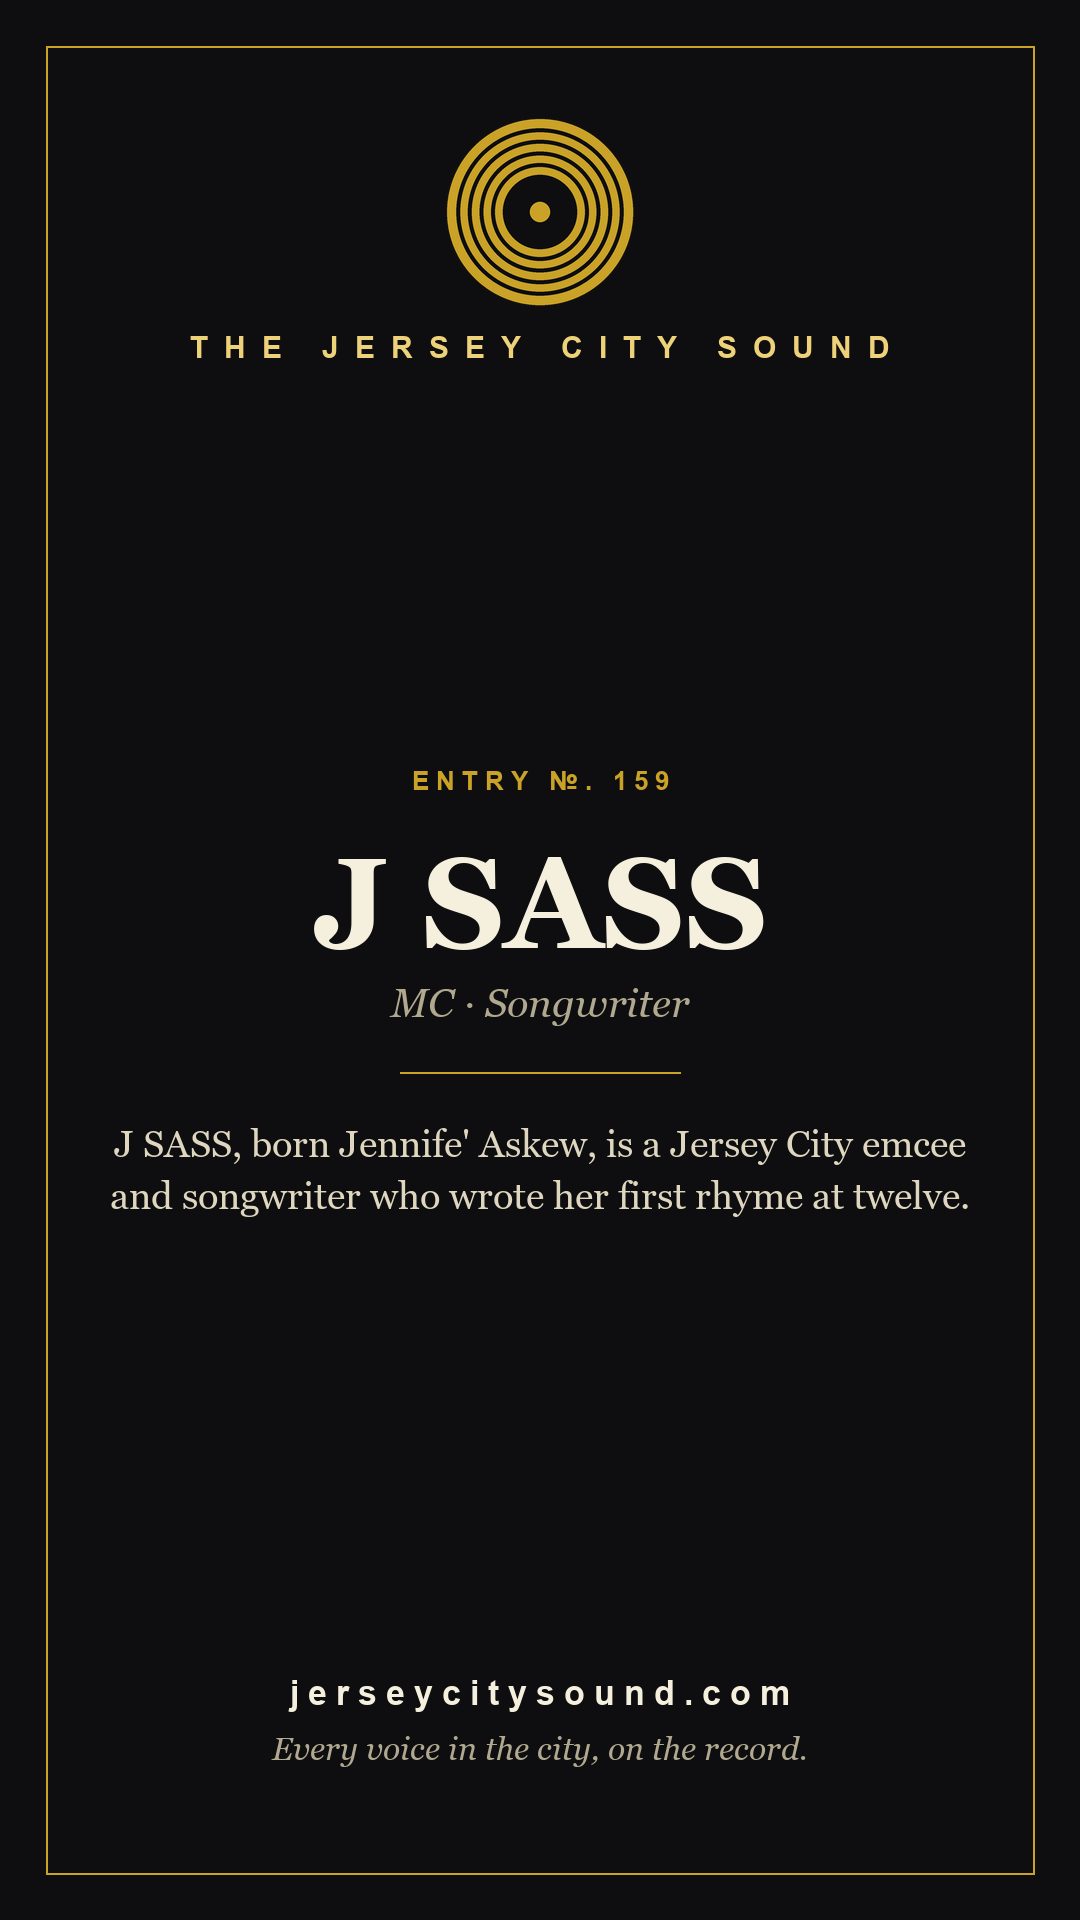 THE JERSEY CITY SOUND
ENTRY №. 159
J SASS
MC · Songwriter
J SASS, born Jennife' Askew, is a Jersey City emcee
and songwriter who wrote her first rhyme at twelve.
jerseycitysound.com
Every voice in the city, on the record.